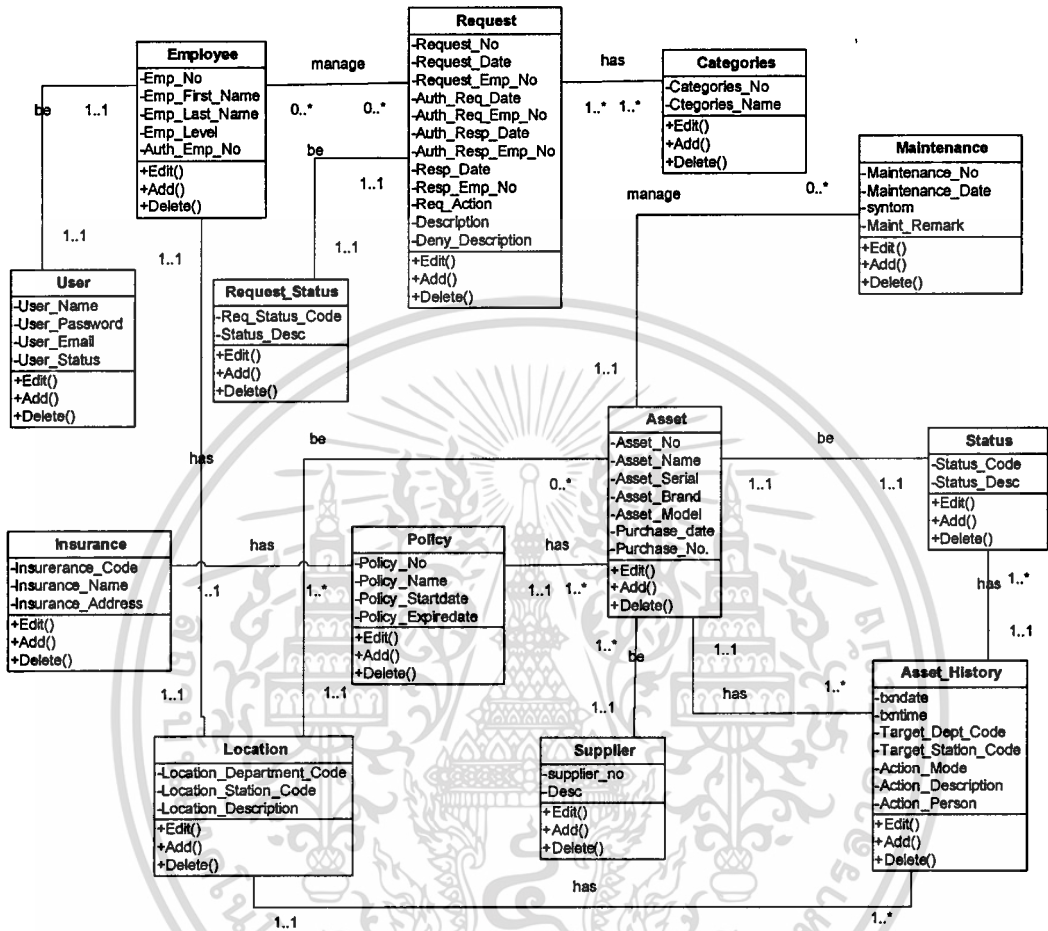 Request
-Request_No
-Request_Date
-Request_Emp_No
-Auth_Req_Date
-Auth_Req_Emp_No
-Auth_Resp_Date
-Auth_Resp_Emp_No
-Resp_Date
-Resp_Emp_No
-Req_Action
-Description
-Deny_Description
+Edit()
+Add()
+Delete()
Employee
-Emp_No
-Emp_First_Name
-Emp_Last_Name
-Emp_Level
-Auth_Emp_No
+Edit()
+Add()
+Delete()
manage
0..*
0..*
has
1..*
1..*
Categories
-Categories_No
-Ctegories_Name
+Edit()
+Add()
+Delete()
be
1..1
1..1
be
1..1
1..1
1..1
Maintenance
-Maintenance_No
-Maintenance_Date
-syntom
-Maint_Remark
+Edit()
+Add()
+Delete()
manage
0..*
1..1
User
-User_Name
-User_Password
-User_Email
-User_Status
+Edit()
+Add()
+Delete()
Request_Status
-Req_Status_Code
-Status_Desc
+Edit()
+Add()
+Delete()
Asset
-Asset_No
-Asset_Name
-Asset_Serial
-Asset_Brand
-Asset_Model
-Purchase_date
-Purchase_No.
+Edit()
+Add()
+Delete()
be
0..*
has
be
1..1
1..1
Status
-Status_Code
-Status_Desc
+Edit()
+Add()
+Delete()
Insurance
-Insurerance_Code
-Insurance_Name
-Insurance_Address
+Edit()
+Add()
+Delete()
has
1..1
1..*
Policy
-Policy_No
-Policy_Name
-Policy_Startdate
-Policy_Expiredate
+Edit()
+Add()
+Delete()
has
1..1
1..*
has
1..*
1..1
1..*
be
1..1
1..1
has
1..*
1..1
1..1
Location
-Location_Department_Code
-Location_Station_Code
-Location_Description
+Edit()
+Add()
+Delete()
Supplier
-supplier_no
-Desc
+Edit()
+Add()
+Delete()
Asset_History
-txndate
-txntime
-Target_Dept_Code
-Target_Station_Code
-Action_Mode
-Action_Description
-Action_Person
+Edit()
+Add()
+Delete()
has
1..1
1..*